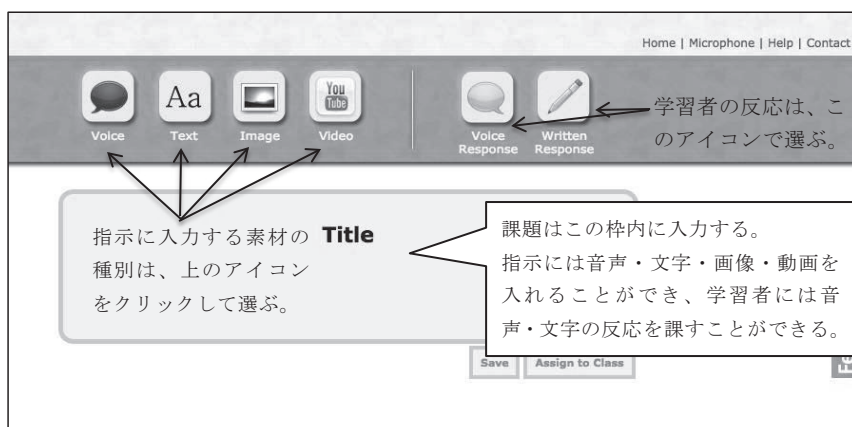 Home | Microphone | Help | Contact
Aa
You
Tube
Voice
Text
Image
Video
Voice
Response
Written
Response
学習者の反応は、こ
のアイコンで選ぶ。
指示に入力する素材の
種別は、上のアイコン
をクリックして選ぶ。
Title
課題はこの枠内に入力する。
指示には音声・文字・画像・動画を
入れることができ、学習者には音
声・文字の反応を課すことができる。
Save
Assign to Class